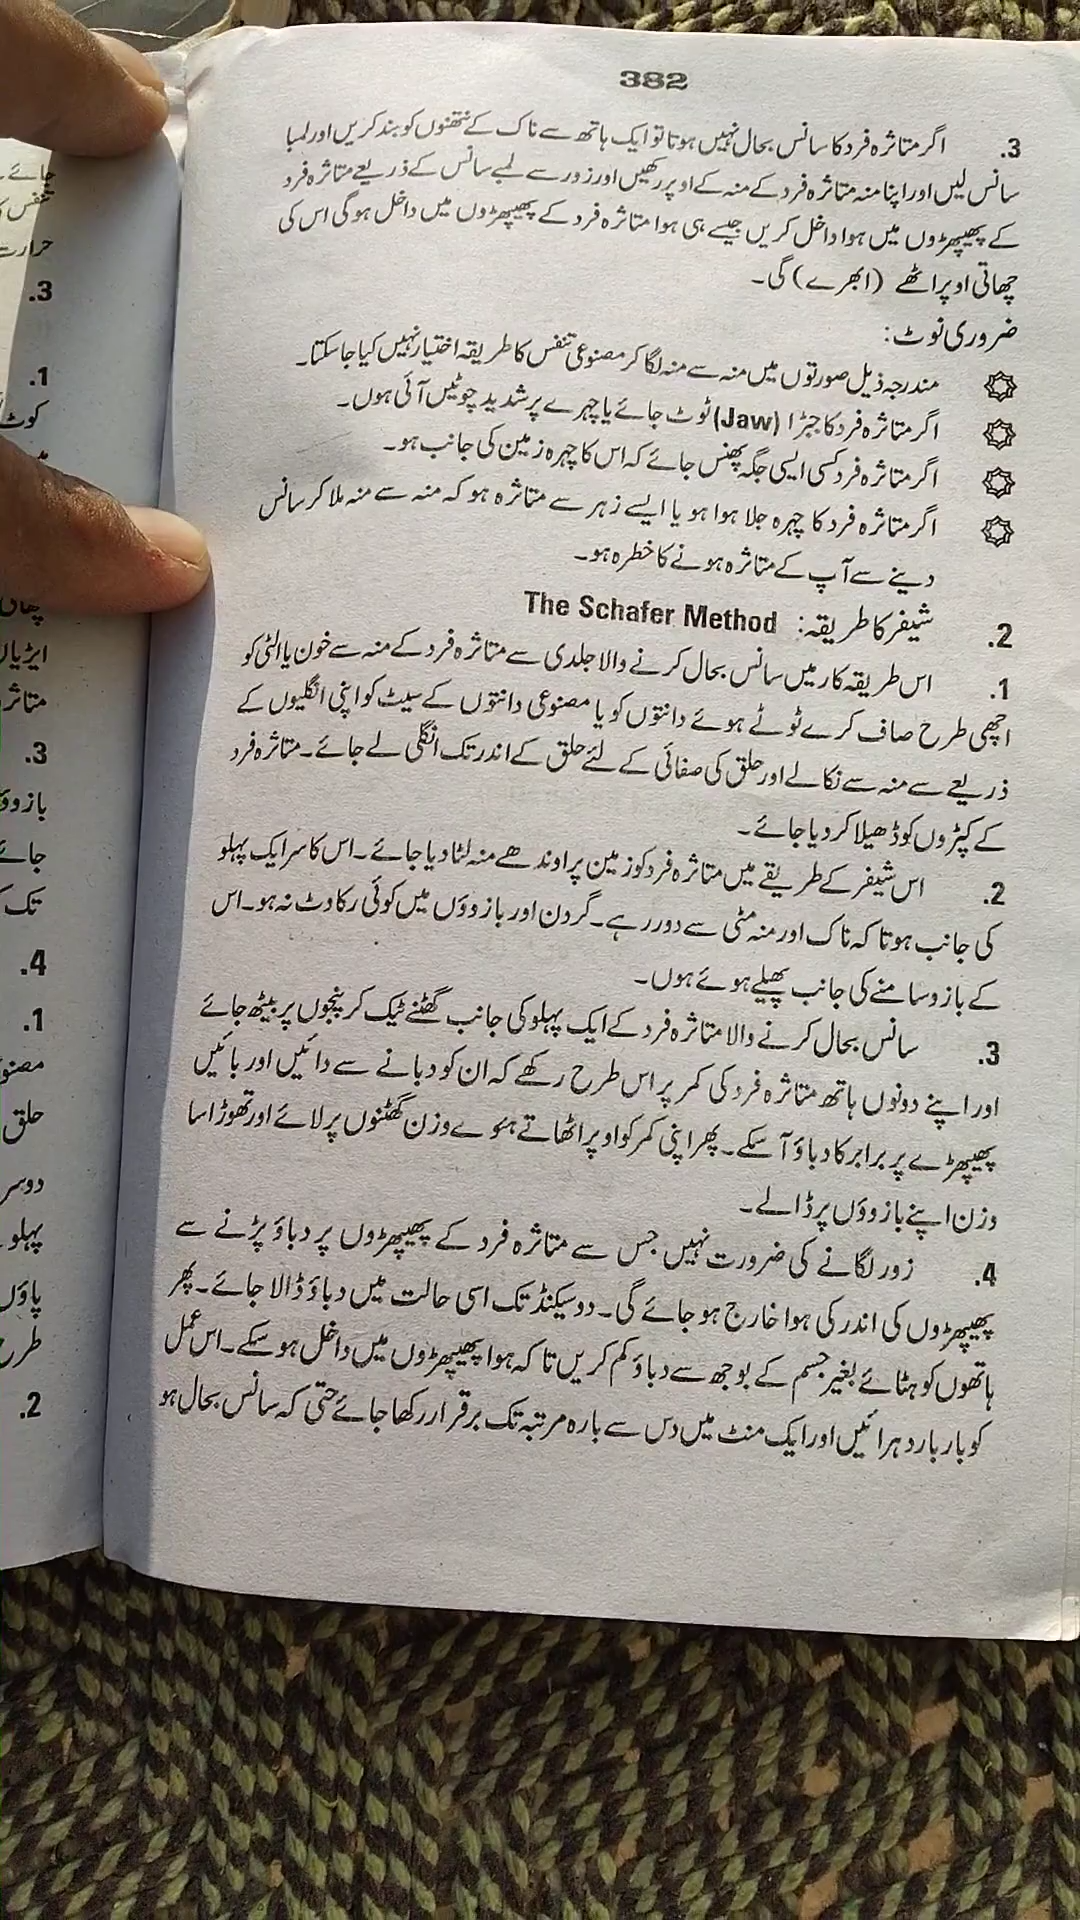 382
3. اگر متاثرہ فرد کا سانس بحال نہیں ہوتا تو ایک ہاتھ سے ناک کے نتھنوں کو بند کریں اور لمبا
سانس لیں اور اپنا منہ متاثرہ فرد کے منہ کے اوپر رکھیں اور زور سے لمبے سانس کے ذریعے متاثرہ فرد
کے پھیپھڑوں میں ہوا داخل کریں جیسے ہی ہوا متاثرہ فرد کے پھیپھڑوں میں داخل ہوگی اس کی
چھاتی اوپر اٹھے (ابھرے) گی۔
ضروری نوٹ:
مندرجہ ذیل صورتوں میں منہ سے منہ لگا کر مصنوعی تنفس کا طریقہ اختیار نہیں کیا جاسکتا۔
اگر متاثرہ فرد کا جبڑا (Jaw) ٹوٹ جائے یا چہرے پر شدید چوٹیں آئی ہوں۔
اگر متاثرہ فرد کسی ایسی جگہ پھنس جائے کہ اس کا چہرہ زمین کی جانب ہو۔
اگر متاثرہ فرد کا چہرہ جلا ہوا ہو یا ایسے زہر سے متاثرہ ہو کہ منہ سے منہ ملا کر سانس
دینے سے آپ کے متاثرہ ہونے کا خطرہ ہو۔
2. شیفر کا طریقہ: The Schafer Method
1. اس طریقہ کار میں سانس بحال کرنے والا جلدی سے متاثرہ فرد کے منہ سے خون یا الٹی کو
اچھی طرح صاف کرے ٹوٹے ہوئے دانتوں کو یا مصنوعی دانتوں کے سیٹ کو اپنی انگلیوں کے
ذریعے سے منہ سے نکالے اور حلق کی صفائی کے لئے حلق کے اندر تک انگلی لے جائے۔ متاثرہ فرد
کے کپڑوں کو ڈھیلا کر دیا جائے۔
2. اس شیفر کے طریقے میں متاثرہ فرد کو زمین پر اوندھے منہ لٹا دیا جائے۔ اس کا سر ایک پہلو
کی جانب ہو تا کہ ناک اور منہ مٹی سے دور رہے۔ گردن اور بازوؤں میں کوئی رکاوٹ نہ ہو۔ اس
کے بازو سامنے کی جانب پھیلے ہوئے ہوں۔
3. سانس بحال کرنے والا متاثرہ فرد کے ایک پہلو کی جانب گھٹنے ٹیک کر پنجوں پر بیٹھ جائے
اور اپنے دونوں ہاتھ متاثرہ فرد کی کمر پر اس طرح رکھے کہ ان کو دبانے سے دائیں اور بائیں
پھیپھڑے پر برابر کا دباؤ آ سکے۔ پھر اپنی کمر کو اوپر اٹھاتے ہوے وزن گھٹنوں پر لائے اور تھوڑا سا
وزن اپنے بازوؤں پر ڈالے۔
4. زور لگانے کی ضرورت نہیں جس سے متاثرہ فرد کے پھیپھڑوں پر دباؤ پڑنے سے
پھیپھڑوں کی اندر کی ہوا خارج ہو جائے گی۔ دو سیکنڈ تک اسی حالت میں دباؤ ڈالا جائے۔ پھر
ہاتھوں کو ہٹائے بغیر جسم کے بوجھ سے دباؤ کم کریں تا کہ ہوا پھیپھڑوں میں داخل ہو سکے۔ اس عمل
کو بار بار دہرائیں اور ایک منٹ میں دس سے بارہ مرتبہ تک برقرار رکھا جائے حتی کہ سانس بحال ہو
جائے۔
حرارت
3.
1.
کوٹ
ایڑیاں
متاثر
3.
بازوؤ
جائے
تک
4.
1.
مصنو
حلق
دوسر
پہلو
پاؤں
طرح
2.